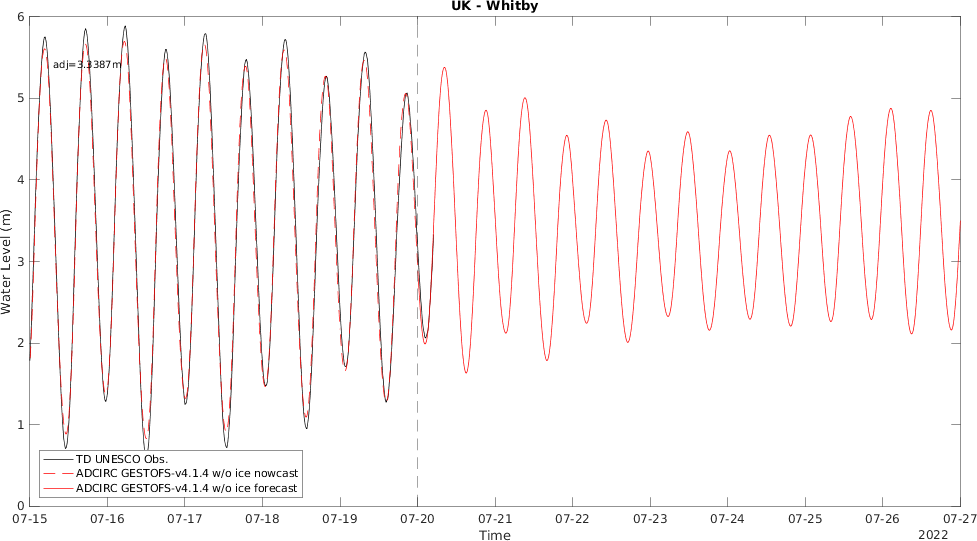 UK - Whitby
6
adj=3.3387m
5
4
3
2
1
0
Water Level (m)
TD UNESCO Obs.
ADCIRC GESTOFS-v4.1.4 w/o ice nowcast
ADCIRC GESTOFS-v4.1.4 w/o ice forecast
07-15 07-16 07-17 07-18 07-19 07-20 07-21 07-22 07-23 07-24 07-25 07-26 07-27
Time
2022